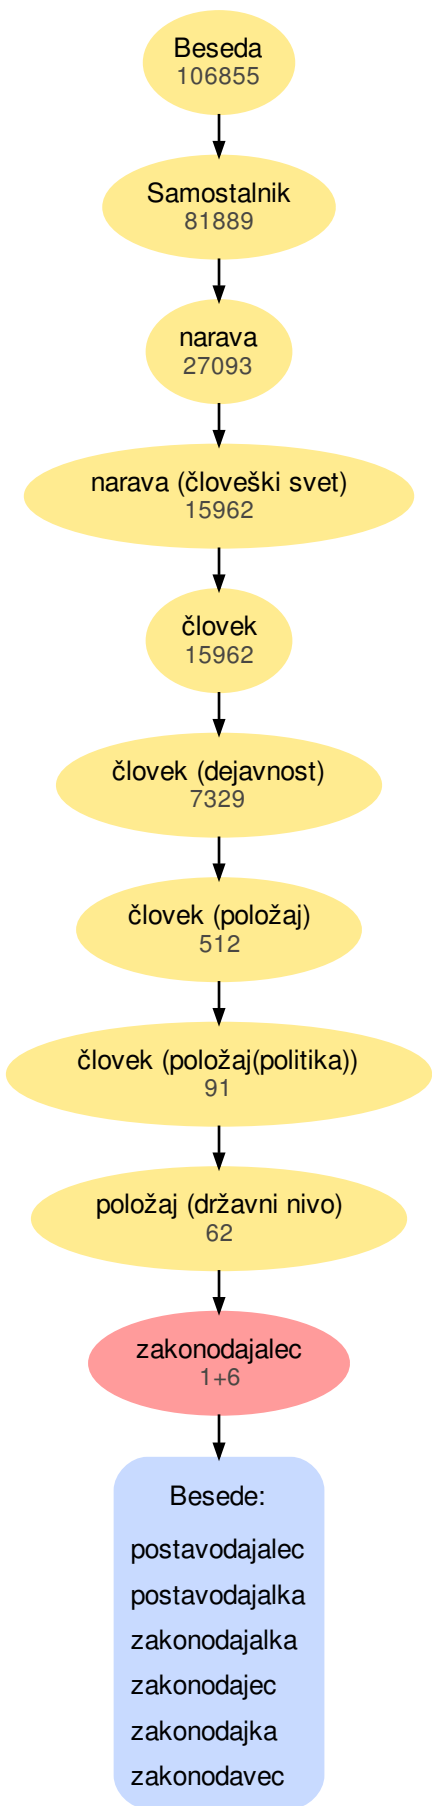 Beseda
106855
Samostalnik
81889
narava
27093
narava (človeški svet)
15962
človek
15962
človek (dejavnost)
7329
človek (položaj)
512
človek (položaj(politika))
91
položaj (državni nivo)
62
zakonodajalec
1+6
Besede:
postavodajalec
postavodajalka
zakonodajalka
zakonodajec
zakonodajka
zakonodavec